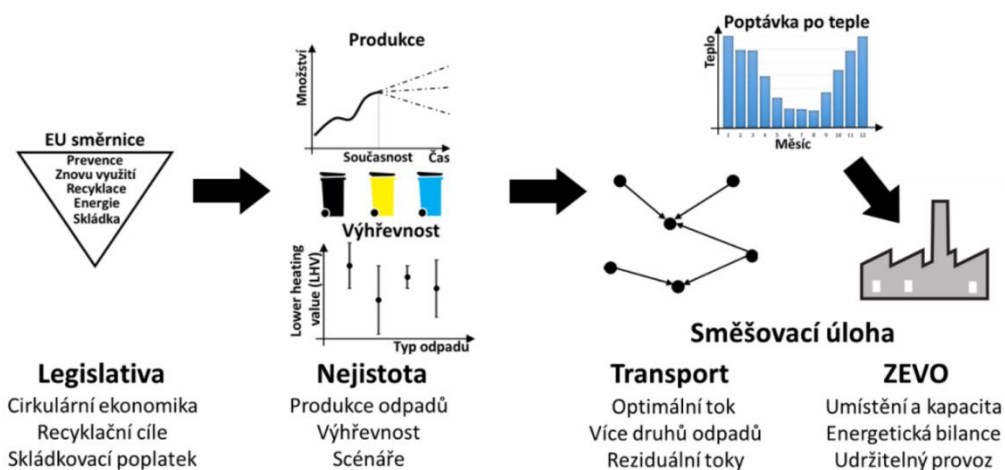 EU směrnice
Prevence
Znovu využití
Recyklace
Energie
Skládka
Legislativa
Cirkulární ekonomika
Recyklační cíle
Skládkovací poplatek
Produkce
Množství
Současnost
Čas
Výhřevnost
Lower heating
value (LHV)
Typ odpadu
Nejistota
Produkce odpadů
Výhřevnost
Scénáře
Poptávka po teple
Teplo
1 2 3 4 5 6 7 8 9 10 11 12
Měsíc
Směšovací úloha
Transport
Optimální tok
Více druhů odpadů
Reziduální toky
ZEVO
Umístění a kapacita
Energetická bilance
Udržitelný provoz